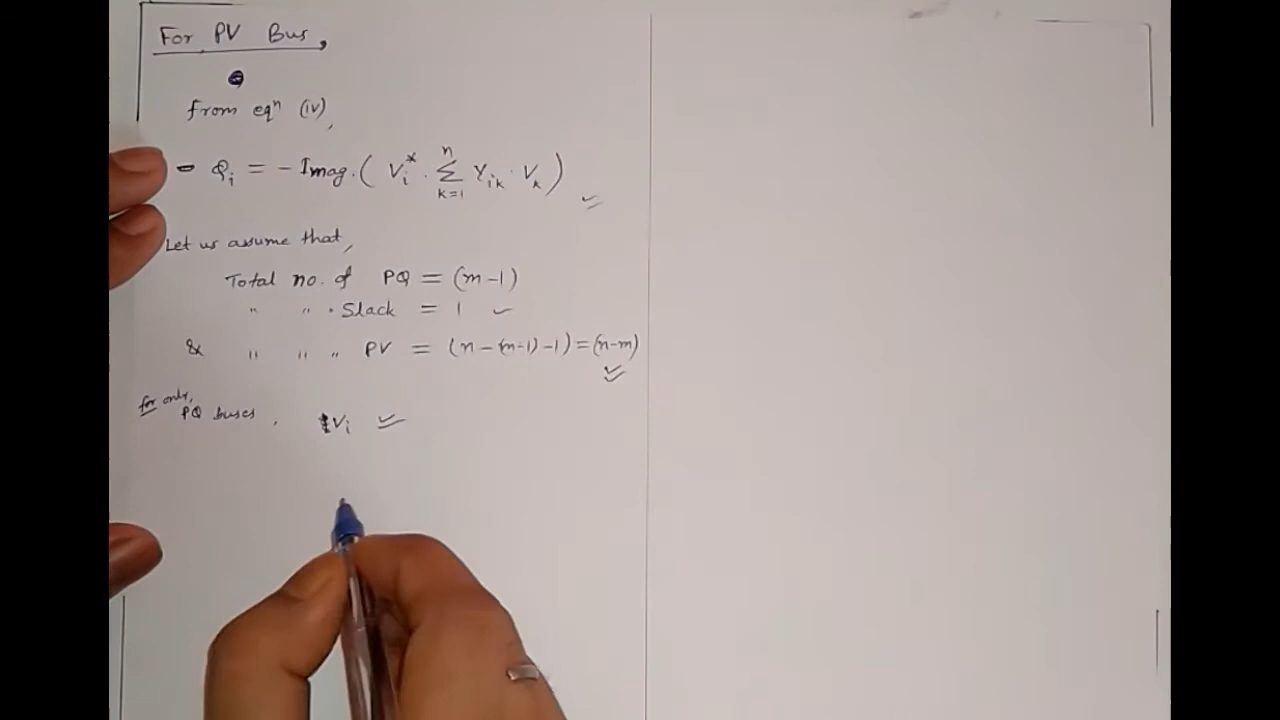 For PV Bus,
from eqⁿ (iv),
- Qᵢ = - Imag. ( Vᵢ* . Σⁿₖ₌₁ Yᵢₖ . Vₖ )
Let us assume that,
Total no. of PQ = (m-1)
" " . Slack = 1
& " " " PV = (n-(m-1)-1) = (n-m)
for only,
PQ buses, Vᵢ